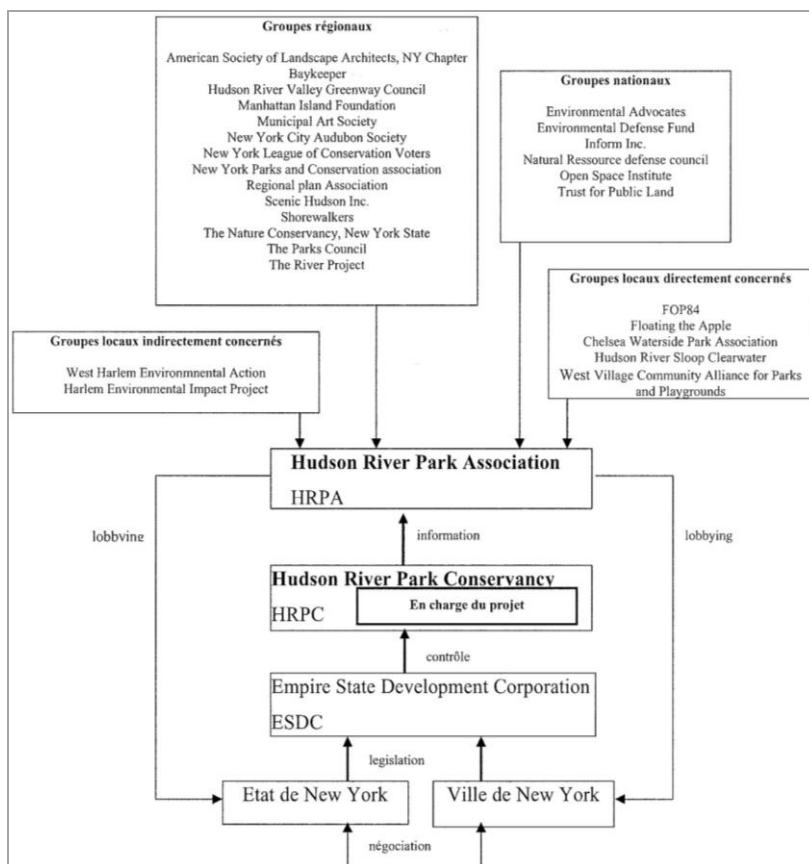 Groupes régionaux
American Society of Landscape Architects, NY Chapter
Baykeeper
Hudson River Valley Greenway Council
Manhattan Island Foundation
Municipal Art Society
New York City Audubon Society
New York League of Conservation Voters
New York Parks and Conservation association
Regional plan Association
Scenic Hudson Inc.
Shorewalkers
The Nature Conservancy, New York State
The Parks Council
The River Project
Groupes nationaux
Environmental Advocates
Environmental Defense Fund
Inform Inc.
Natural Ressource defense council
Open Space Institute
Trust for Public Land
Groupes locaux directement concernés
FOP84
Floating the Apple
Chelsea Waterside Park Association
Hudson River Sloop Clearwater
West Village Community Alliance for Parks
and Playgrounds
Groupes locaux indirectement concernés
West Harlem Environmnental Action
Harlem Environmental Impact Project
Hudson River Park Association
HRPA
lobbying
information
lobbying
Hudson River Park Conservancy
HRPC
En charge du projet
contrôle
Empire State Development Corporation
ESDC
legislation
Etat de New York
Ville de New York
négociation